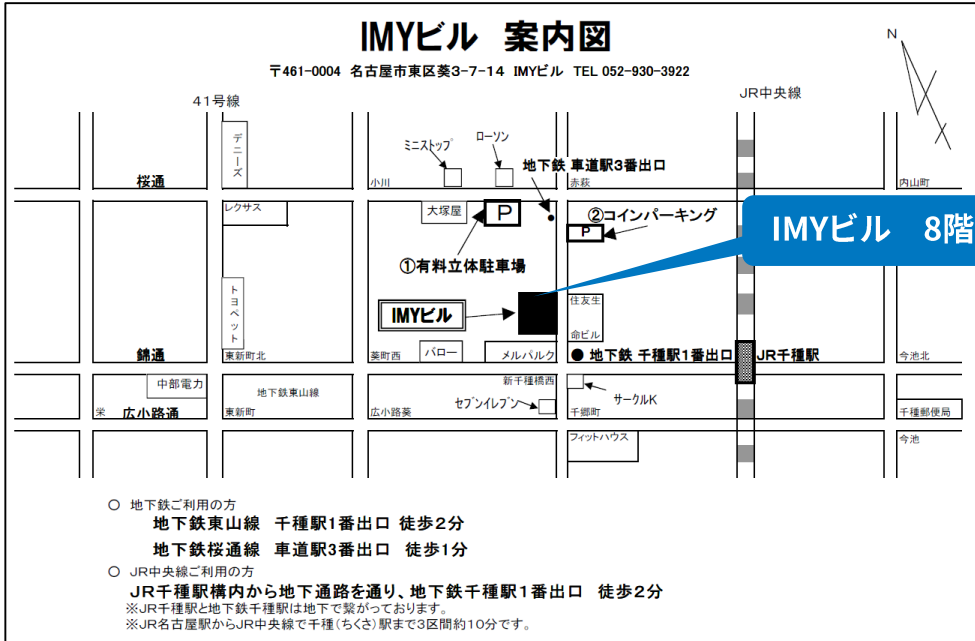 IMYビル 案内図
〒461-0004 名古屋市東区葵3-7-14 IMYビル TEL 052-930-3922
N
41号線
JR中央線
デニーズ
ミニストップ
ローソン
地下鉄 車道駅3番出口
桜通
小川
赤萩
内山町
レクサス
大塚屋
P
②コインパーキング
P
IMYビル 8階
①有料立体駐車場
トヨペット
IMYビル
住友生
命ビル
錦通
東新町北
葵町西
バロー
メルパルク
地下鉄 千種駅1番出口
JR千種駅
今池北
中部電力
地下鉄東山線
新千種橋西
サークルK
栄
広小路通
東新町
広小路葵
セブンイレブン
千郷町
千種郵便局
フィットハウス
今池
○ 地下鉄ご利用の方
地下鉄東山線 千種駅1番出口 徒歩2分
地下鉄桜通線 車道駅3番出口 徒歩1分
○ JR中央線ご利用の方
JR千種駅構内から地下通路を通り、地下鉄千種駅1番出口 徒歩2分
※JR千種駅と地下鉄千種駅は地下で繋がっております。
※JR名古屋駅からJR中央線で千種(ちくさ)駅まで3区間約10分です。